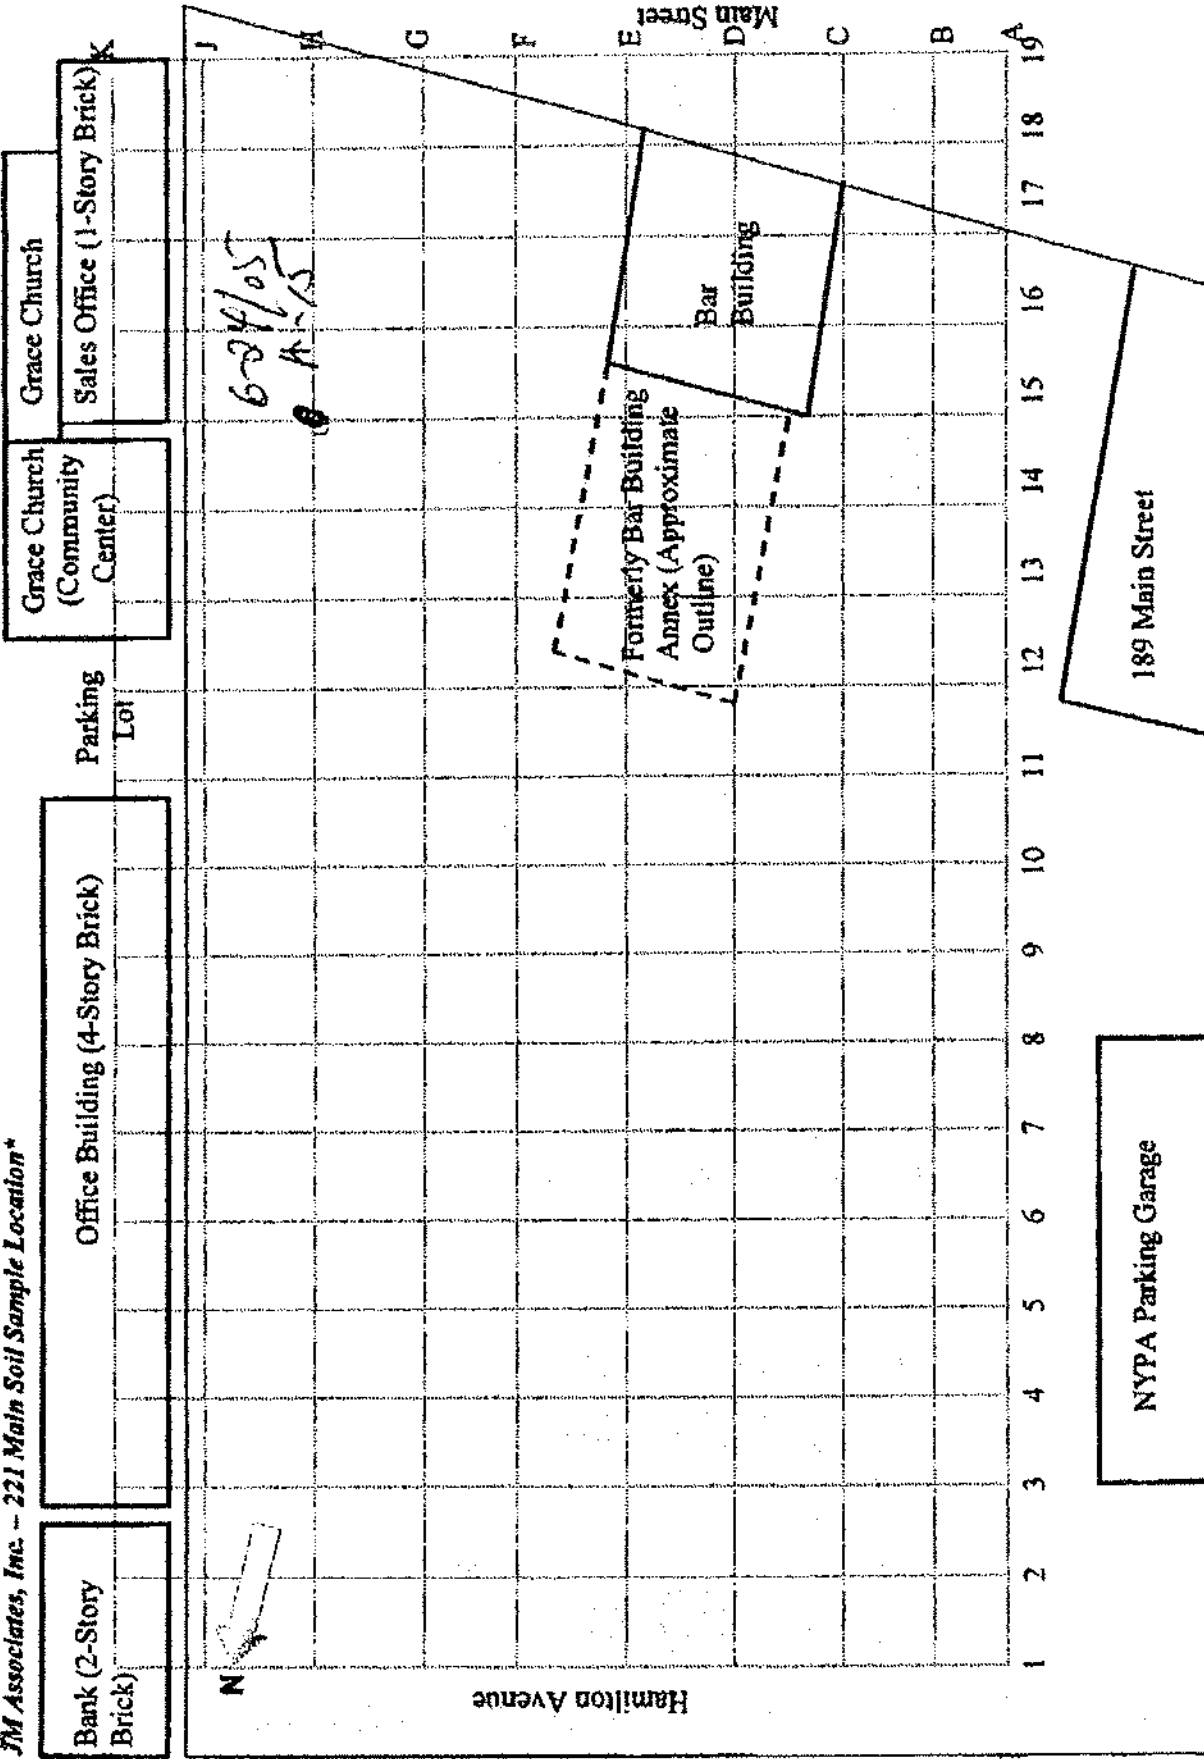 JM Associates, Inc. – 221 Main Soil Sample Location*
Bank (2-Story
Brick)
Office Building (4-Story Brick)
Parking
Lot
Grace Church
(Community
Center)
Grace Church
Sales Office (1-Story Brick)
K
J
H
G
F
E
D
C
B
A
Main Street
6-24/05
H-15
N
Hamilton Avenue
Bar
Building
Formerly Bar Building
Annex (Approximate
Outline)
1 2 3 4 5 6 7 8 9 10 11 12 13 14 15 16 17 18 19
NYPA Parking Garage
189 Main Street